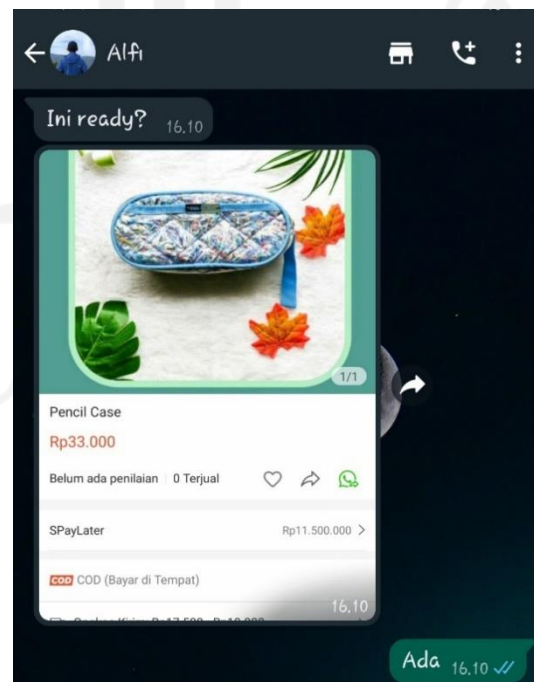 Alfi
Ini ready? 16.10
1/1
Pencil Case
Rp33.000
Belum ada penilaian 0 Terjual
SPayLater Rp11.500.000 >
COD COD (Bayar di Tempat)
16.10
Ada 16.10